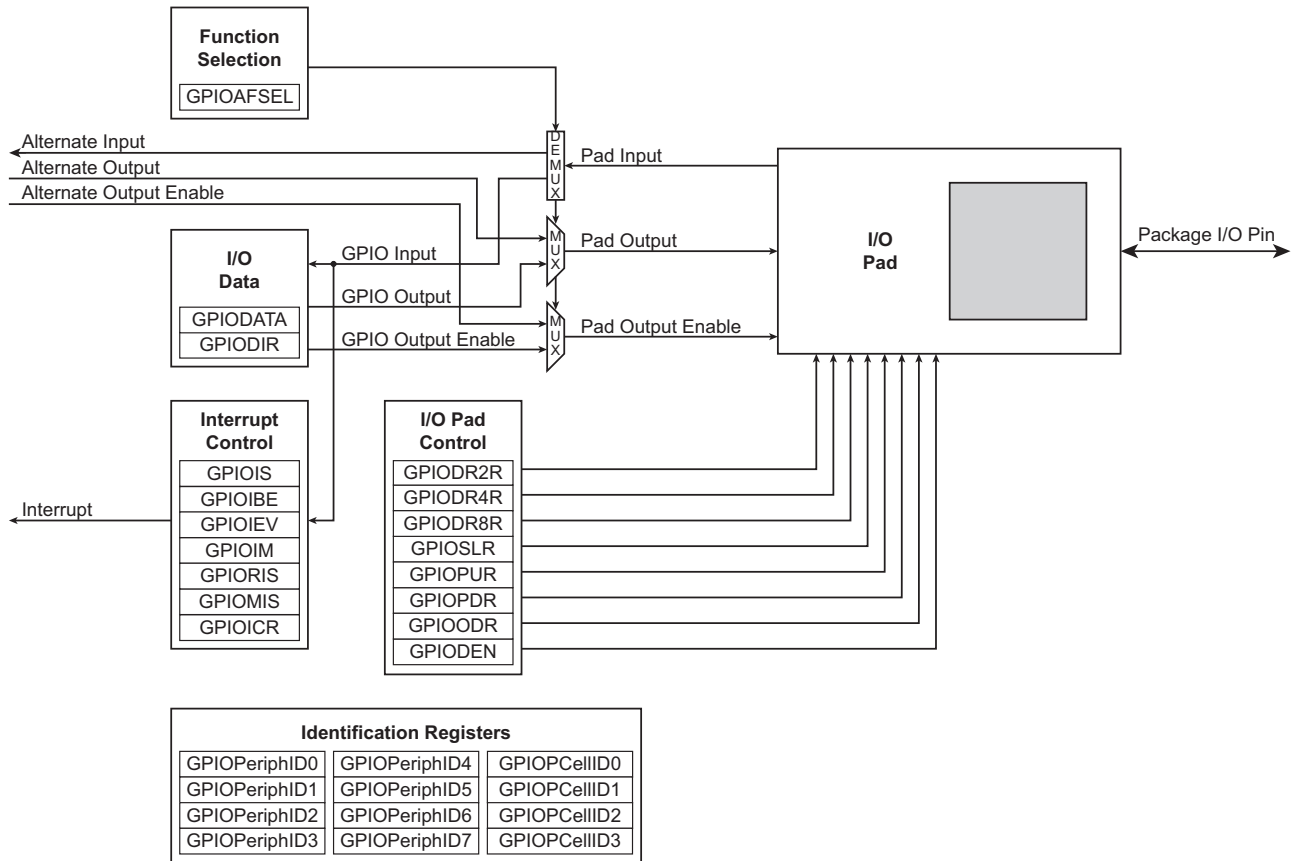 Function
Selection
GPIOAFSEL
Alternate Input
Alternate Output
Alternate Output Enable
DEMUX
Pad Input
MUX
Pad Output
MUX
Pad Output Enable
I/O
Data
GPIODATA
GPIODIR
GPIO Input
GPIO Output
GPIO Output Enable
I/O
Pad
Package I/O Pin
Interrupt
Control
GPIOIS
GPIOIBE
GPIOIEV
GPIOIM
GPIORIS
GPIOMIS
GPIOICR
Interrupt
I/O Pad
Control
GPIODR2R
GPIODR4R
GPIODR8R
GPIOSLR
GPIOPUR
GPIOPDR
GPIOODR
GPIODEN
Identification Registers
GPIOPeriphID0 GPIOPeriphID4 GPIOPCellID0
GPIOPeriphID1 GPIOPeriphID5 GPIOPCellID1
GPIOPeriphID2 GPIOPeriphID6 GPIOPCellID2
GPIOPeriphID3 GPIOPeriphID7 GPIOPCellID3